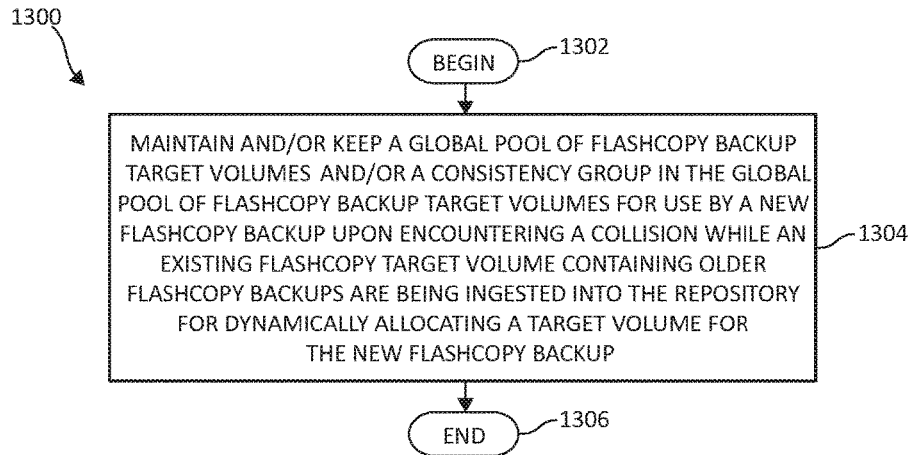 1300
BEGIN
1302
MAINTAIN AND/OR KEEP A GLOBAL POOL OF FLASHCOPY BACKUP
TARGET VOLUMES AND/OR A CONSISTENCY GROUP IN THE GLOBAL
POOL OF FLASHCOPY BACKUP TARGET VOLUMES FOR USE BY A NEW
FLASHCOPY BACKUP UPON ENCOUNTERING A COLLISION WHILE AN
EXISTING FLASHCOPY TARGET VOLUME CONTAINING OLDER
FLASHCOPY BACKUPS ARE BEING INGESTED INTO THE REPOSITORY
FOR DYNAMICALLY ALLOCATING A TARGET VOLUME FOR
THE NEW FLASHCOPY BACKUP
1304
END
1306